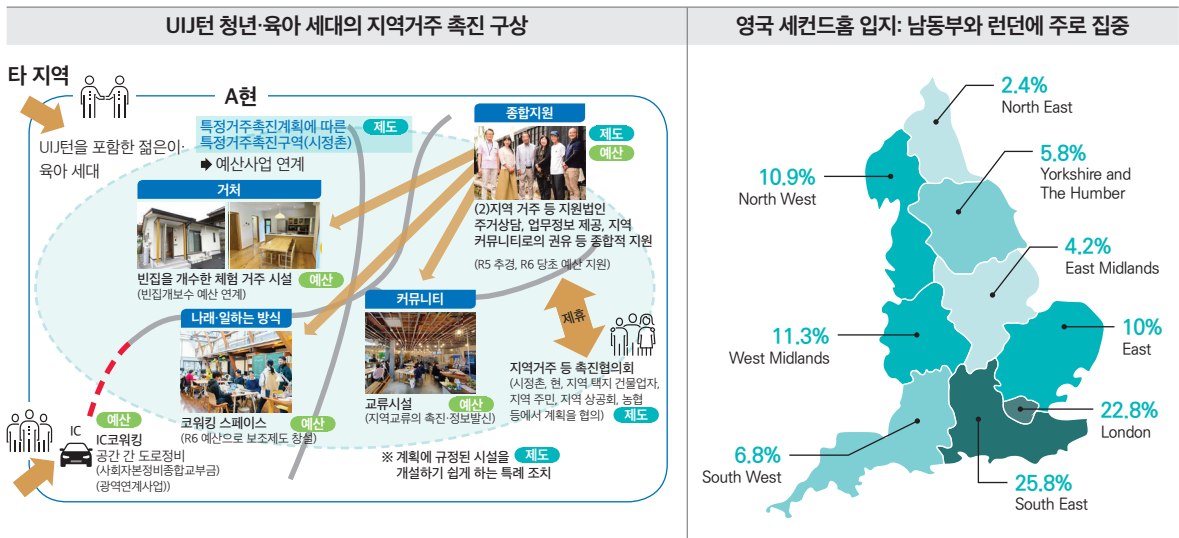 UIJ턴 청년·육아 세대의 지역거주 촉진 구상
타 지역
A현
UIJ턴을 포함한 젊은이·
육아 세대
특정거주촉진계획에 따른
특정거주촉진구역(시정촌)
제도
➡ 예산사업 연계
종합지원
제도
예산
(2)지역 거주 등 지원법인
주거상담, 업무정보 제공, 지역
커뮤니티로의 권유 등 종합적 지원
(R5 추경, R6 당초 예산 지원)
거처
빈집을 개수한 체험 거주 시설
예산
(빈집개보수 예산 연계)
나래·일하는 방식
코워킹 스페이스
예산
(R6 예산으로 보조제도 창설)
커뮤니티
교류시설
예산
(지역교류의 촉진·정보발신)
제휴
지역거주 등 촉진협의회
(시정촌, 현, 지역 택지 건물업자,
지역 주민, 지역 상공회, 농협
등에서 계획을 협의)
제도
IC
예산
IC코워킹
공간 간 도로정비
(사회자본정비종합교부금)
(광역연계사업))
※ 계획에 규정된 시설을
제도
개설하기 쉽게 하는 특례 조치
영국 세컨드홈 입지: 남동부와 런던에 주로 집중
2.4%
North East
5.8%
Yorkshire and
The Humber
10.9%
North West
4.2%
East Midlands
11.3%
West Midlands
10%
East
22.8%
London
6.8%
South West
25.8%
South East